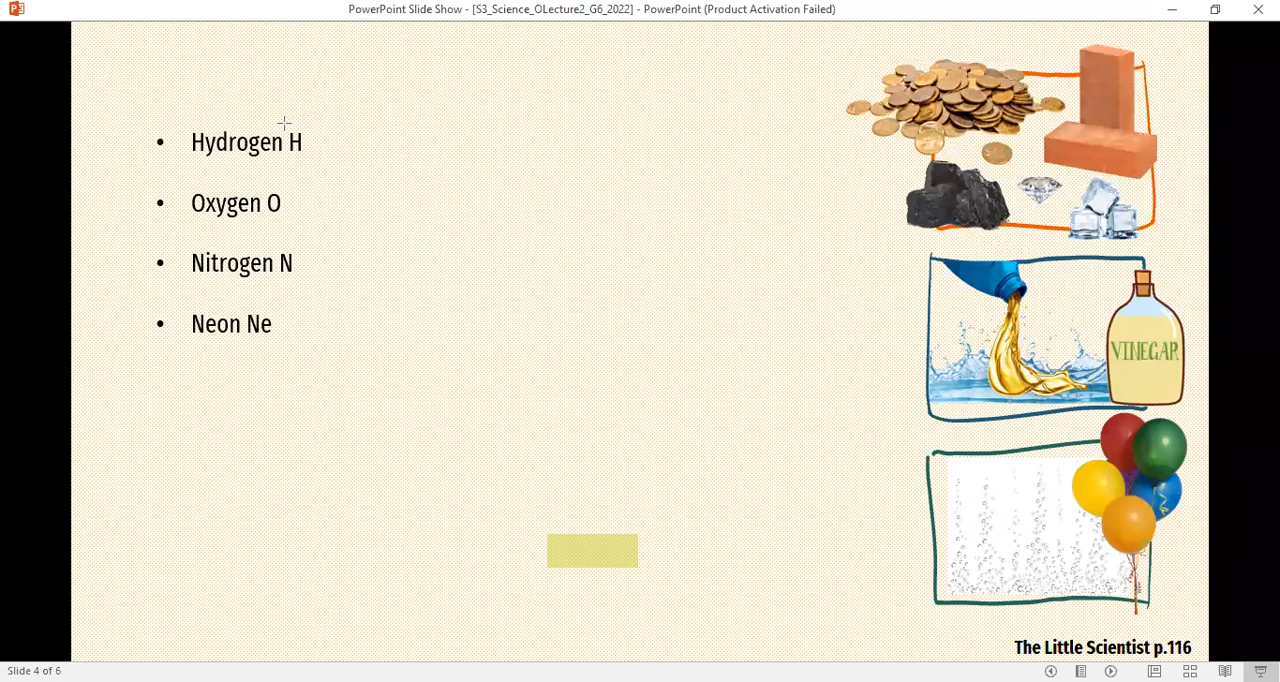 PowerPoint Slide Show - [S3_Science_OLecture2_G6_2022] - PowerPoint (Product Activation Failed)
• Hydrogen H
• Oxygen O
• Nitrogen N
• Neon Ne
VINEGAR
The Little Scientist p.116
Slide 4 of 6